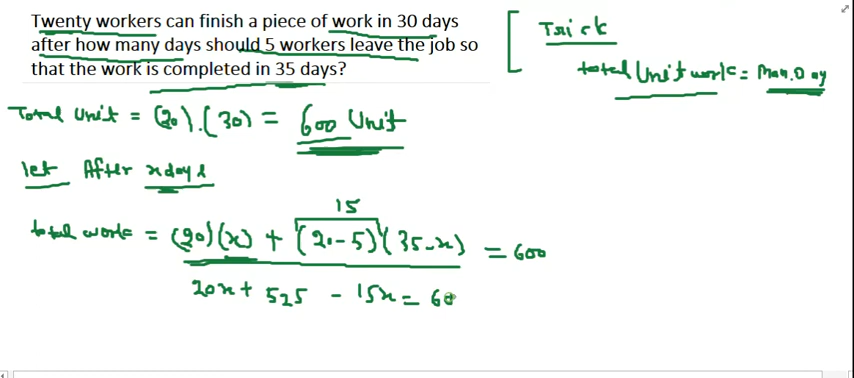 Twenty workers can finish a piece of work in 30 days
after how many days should 5 workers leave the job so
that the work is completed in 35 days?
Trick
total Unit work = Man.Day
Total Unit = (20).(30) = 600 Unit
let After x days
15
total work = (20)(x) + (20-5)(35-x) = 600
20x + 525 - 15x = 60